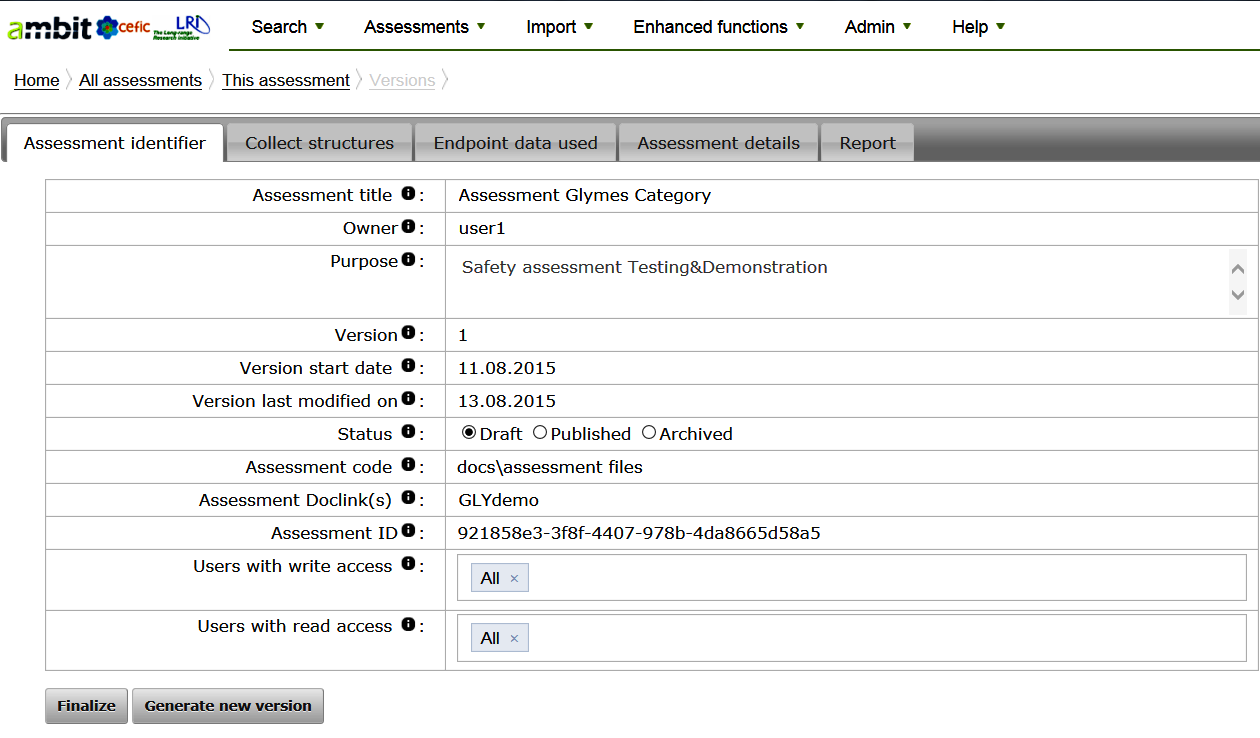 ambit cefic LRI The Long-range Research Initiative
Search Assessments Import Enhanced functions Admin Help
Home All assessments This assessment Versions
Assessment identifier Collect structures Endpoint data used Assessment details Report
Assessment title : Assessment Glymes Category
Owner : user1
Purpose : Safety assessment Testing&Demonstration
Version : 1
Version start date : 11.08.2015
Version last modified on : 13.08.2015
Status : Draft Published Archived
Assessment code : docs\assessment files
Assessment Doclink(s) : GLYdemo
Assessment ID : 921858e3-3f8f-4407-978b-4da8665d58a5
Users with write access : All ×
Users with read access : All ×
Finalize Generate new version